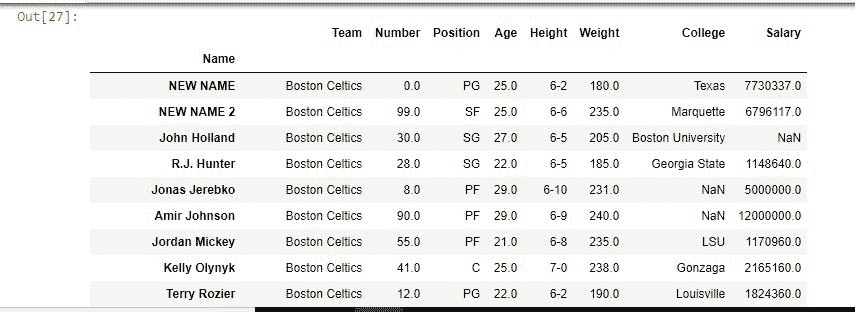 Out[27]:
Team Number Position Age Height Weight College Salary
Name
NEW NAME Boston Celtics 0.0 PG 25.0 6-2 180.0 Texas 7730337.0
NEW NAME 2 Boston Celtics 99.0 SF 25.0 6-6 235.0 Marquette 6796117.0
John Holland Boston Celtics 30.0 SG 27.0 6-5 205.0 Boston University NaN
R.J. Hunter Boston Celtics 28.0 SG 22.0 6-5 185.0 Georgia State 1148640.0
Jonas Jerebko Boston Celtics 8.0 PF 29.0 6-10 231.0 NaN 5000000.0
Amir Johnson Boston Celtics 90.0 PF 29.0 6-9 240.0 NaN 12000000.0
Jordan Mickey Boston Celtics 55.0 PF 21.0 6-8 235.0 LSU 1170960.0
Kelly Olynyk Boston Celtics 41.0 C 25.0 7-0 238.0 Gonzaga 2165160.0
Terry Rozier Boston Celtics 12.0 PG 22.0 6-2 190.0 Louisville 1824360.0